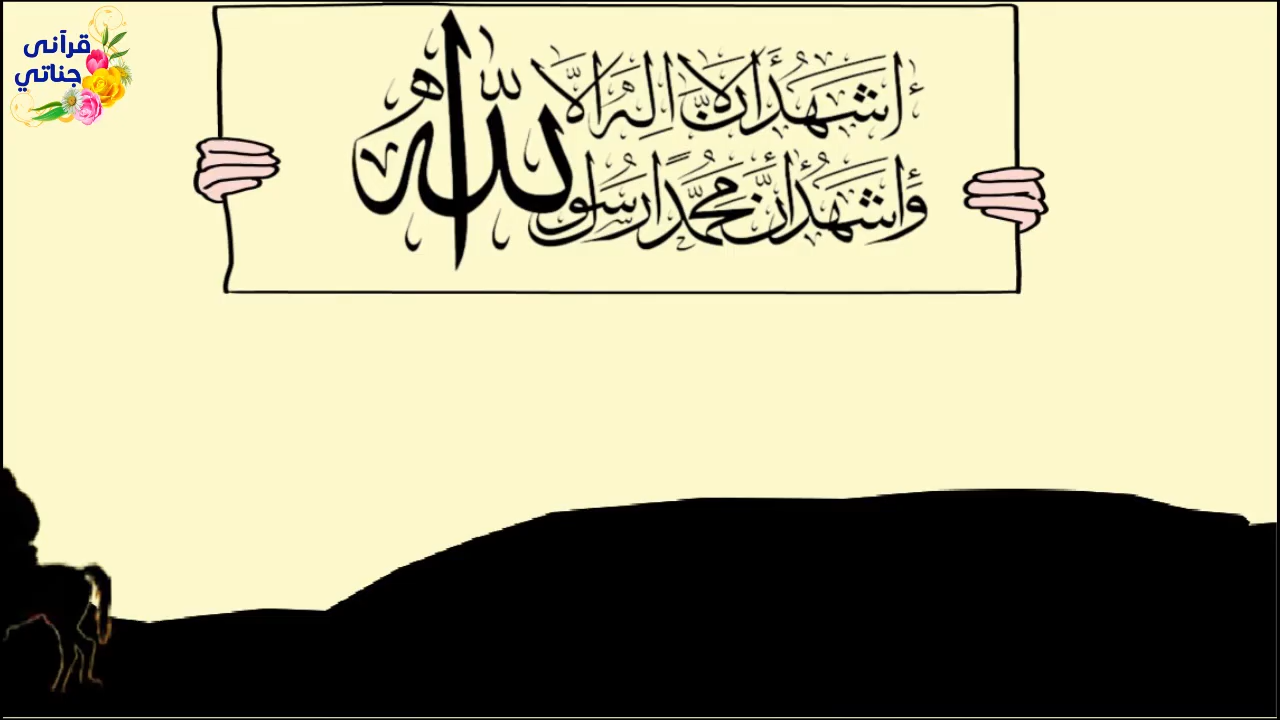 قرآنى
جناتي
أشهد أن لا إله إلا الله
وأشهد أن محمدا رسول الله